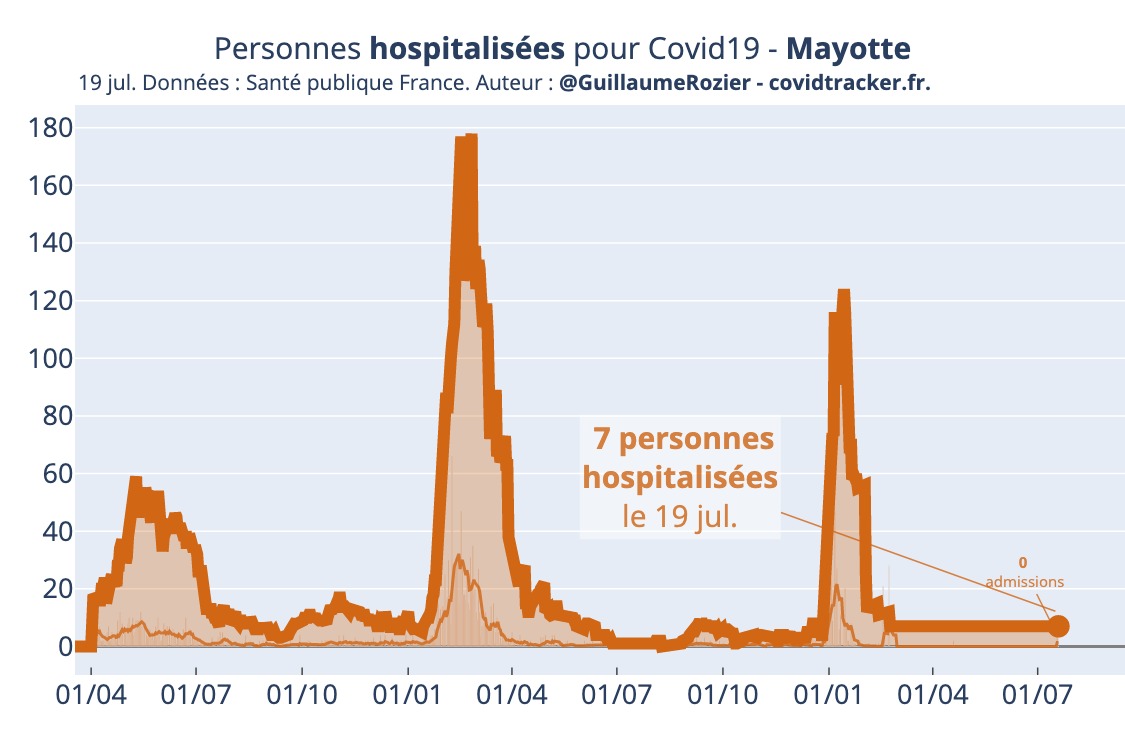 Personnes hospitalisées pour Covid19 - Mayotte
19 jul. Données : Santé publique France. Auteur : @GuillaumeRozier - covidtracker.fr.
180
160
140
120
100
80
60
40
20
0
7 personnes
hospitalisées
le 19 jul.
0
admissions
01/04 01/07 01/10 01/01 01/04 01/07 01/10 01/01 01/04 01/07